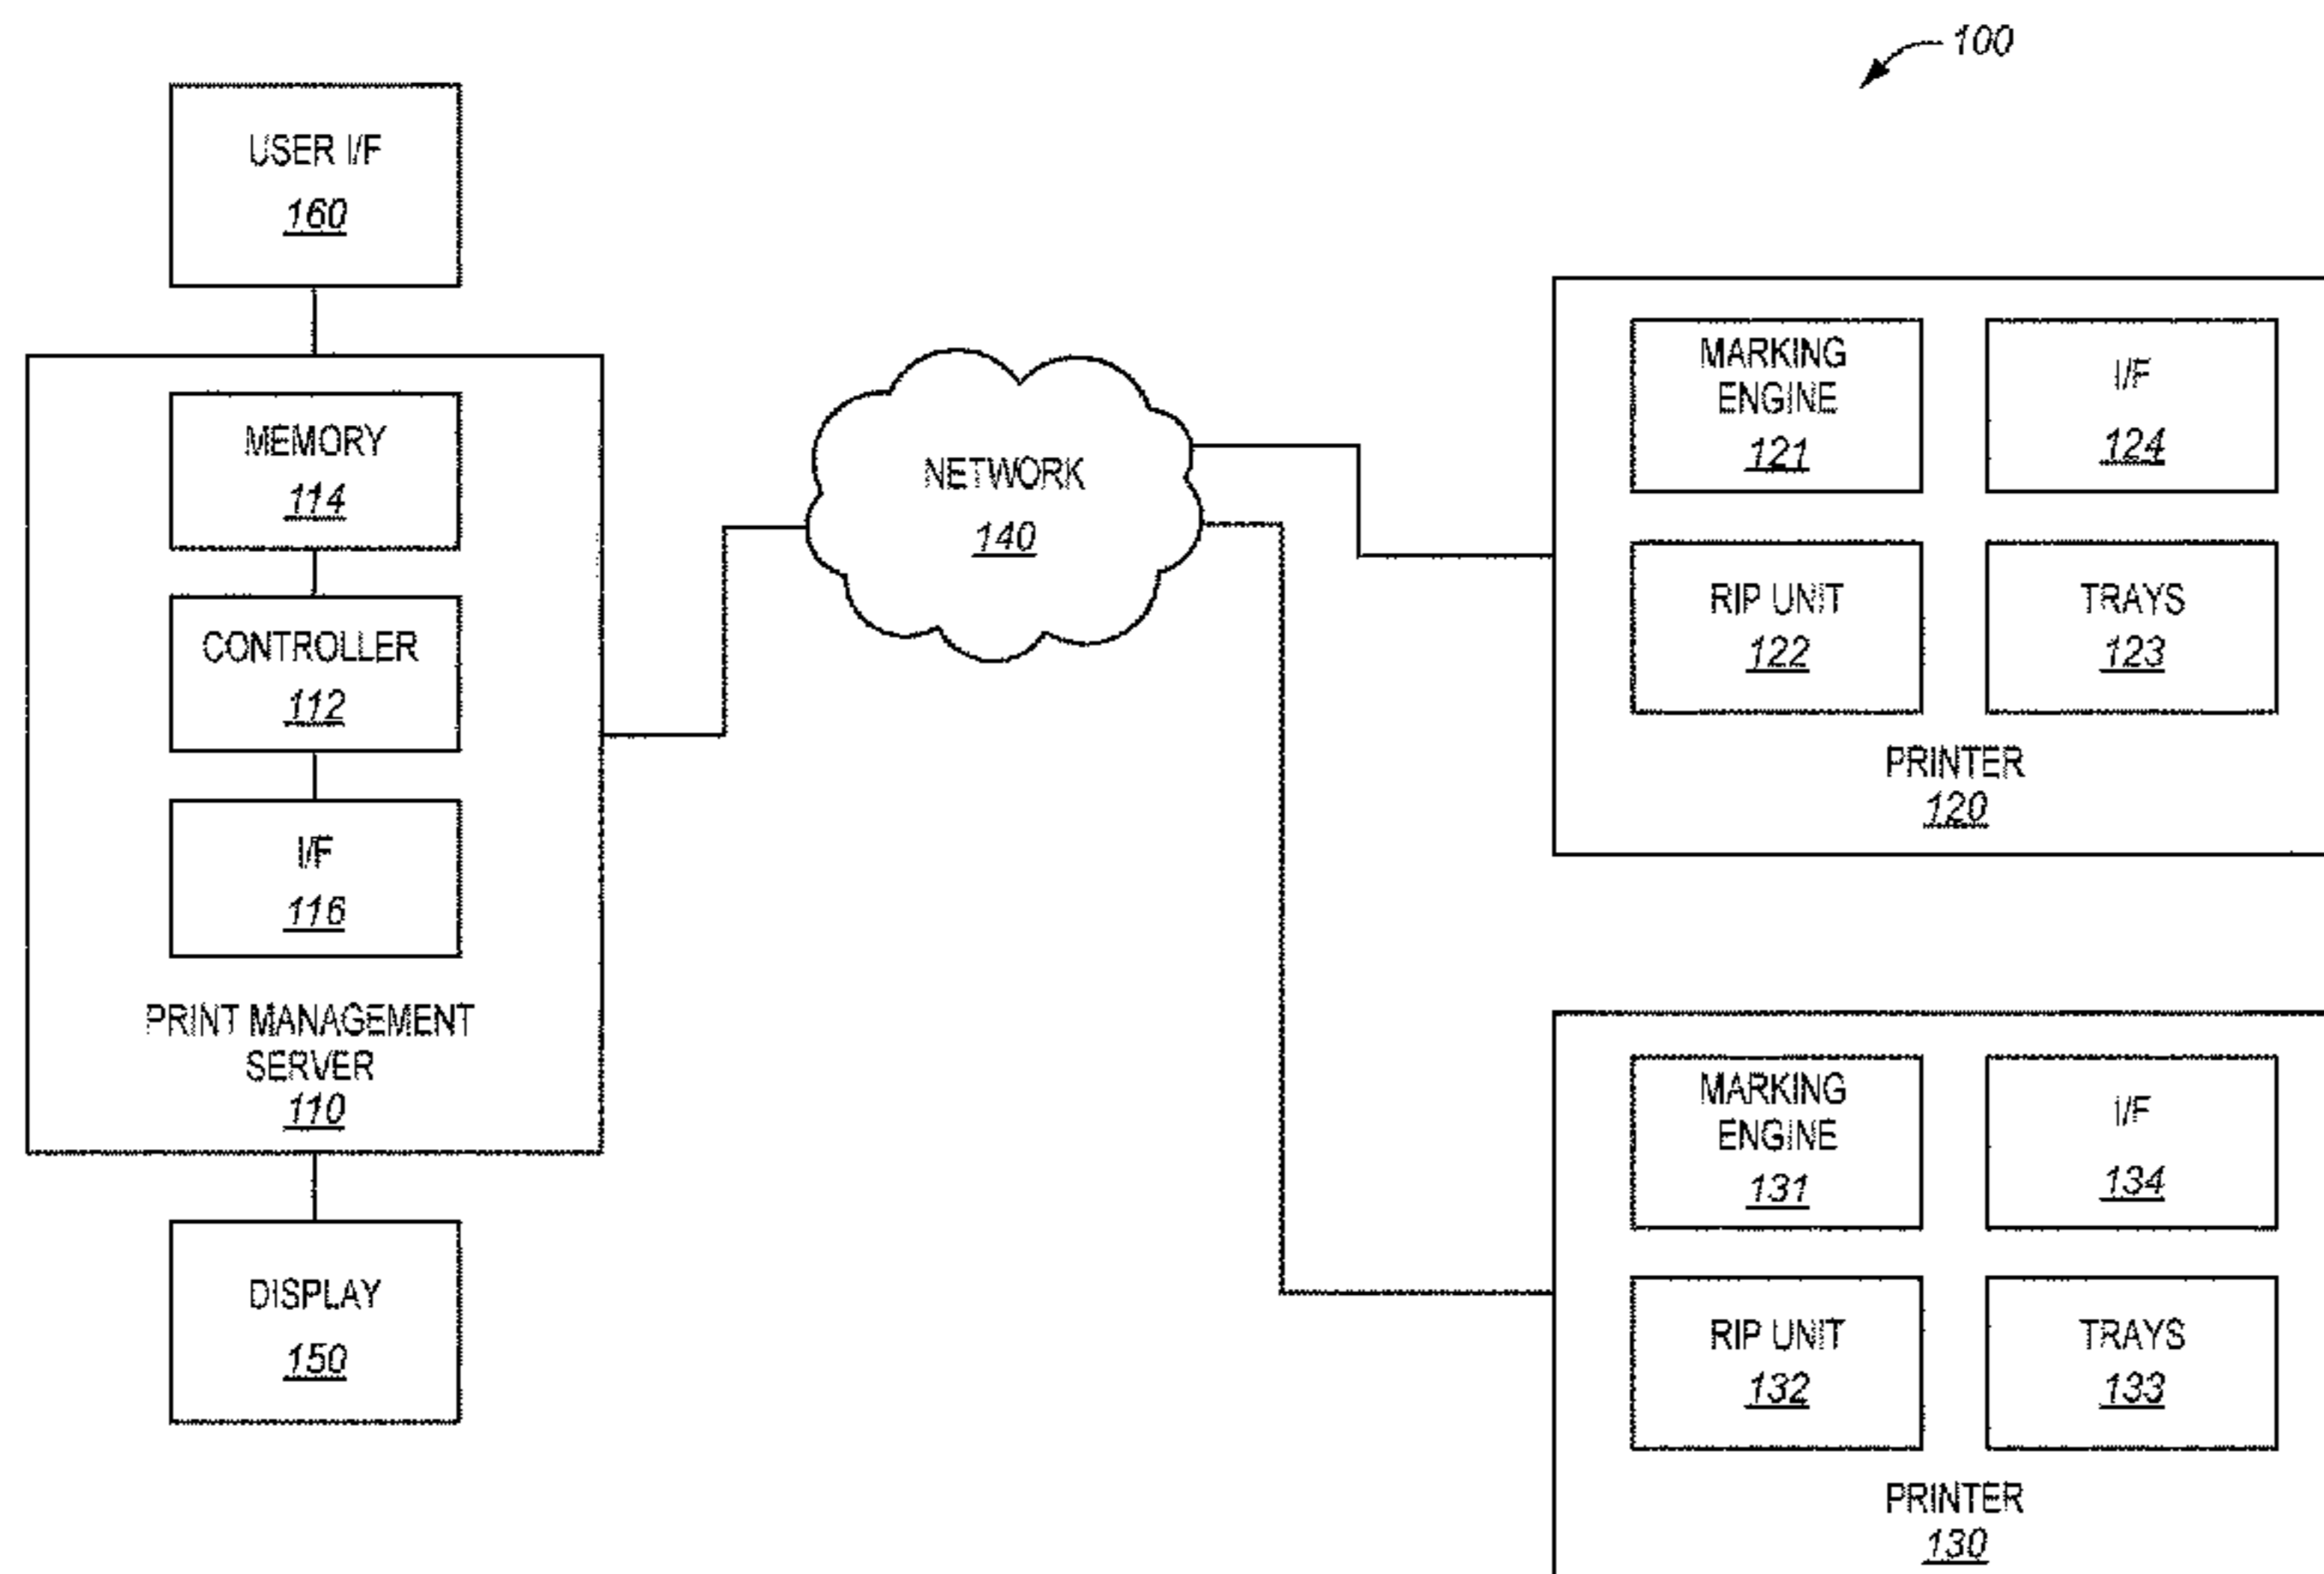 100
USER I/F
160
MEMORY
114
CONTROLLER
112
I/F
116
PRINT MANAGEMENT
SERVER
110
DISPLAY
150
NETWORK
140
MARKING
ENGINE
121
I/F
124
RIP UNIT
122
TRAYS
123
PRINTER
120
MARKING
ENGINE
131
I/F
134
RIP UNIT
132
TRAYS
133
PRINTER
130